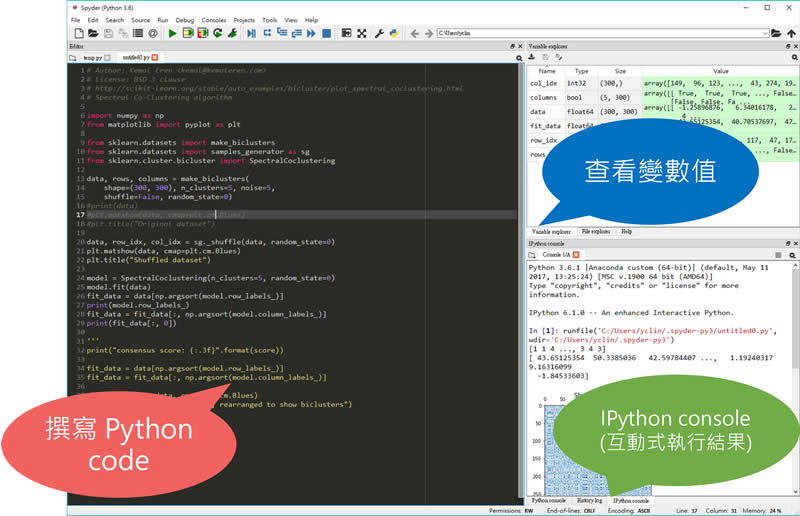 Spyder (Python 3.6)
File Edit Search Source Run Debug Consoles Projects Tools View Help
C:\Users\yclin
Editor
temp.py untitled0.py
1 # Author: Kemal Eren <kemal@kemaleren.com>
2 # License: BSD 3 clause
3 # http://scikit-learn.org/stable/auto_examples/bicluster/plot_spectral_coclustering.html
4 # Spectral Co-Clustering algorithm
5
6 import numpy as np
7 from matplotlib import pyplot as plt
8
9 from sklearn.datasets import make_biclusters
10 from sklearn.datasets import samples_generator as sg
11 from sklearn.cluster.bicluster import SpectralCoclustering
12
13 data, rows, columns = make_biclusters(
14 shape=(300, 300), n_clusters=5, noise=5,
15 shuffle=False, random_state=0)
16 #print(data)
17 #plt.matshow(data, cmap=plt.cm.Blues)
18 #plt.title("Original dataset")
19
20 data, row_idx, col_idx = sg._shuffle(data, random_state=0)
21 plt.matshow(data, cmap=plt.cm.Blues)
22 plt.title("Shuffled dataset")
23
24 model = SpectralCoclustering(n_clusters=5, random_state=0)
25 model.fit(data)
26 fit_data = data[np.argsort(model.row_labels_)]
27 print(model.row_labels_)
28 fit_data = fit_data[:, np.argsort(model.column_labels_)]
29 print(fit_data[:, 0])
30
31 '''
32 print("consensus score: {:.3f}".format(score))
33
34 fit_data = data[np.argsort(model.row_labels_)]
35 fit_data = fit_data[:, np.argsort(model.column_labels_)]
cm.Blues)
rearranged to show biclusters")
撰寫 Python
code
Variable explorer
Name Type Size Value
col_idx int32 (300,) array([149, 96, 123, ..., 43, 274, 19...
columns bool (5, 300) array([[ True, True, True, ..., False,
[False, False, Fa ...
data float64 (300, 300) array([[ -1.25896876, 6.34016178, 2...
4 ...
fit_data float64 65125354, 40.70537697, 47...
row_idx 117, 47, 17...
rows ..., False...
查看變數值
Variable explorer File explorer Help
IPython console
Console 1/A
Python 3.6.1 |Anaconda custom (64-bit)| (default, May 11
2017, 13:25:24) [MSC v.1900 64 bit (AMD64)]
Type "copyright", "credits" or "license" for more
information.
IPython 6.1.0 -- An enhanced Interactive Python.
In [1]: runfile('C:/Users/yclin/.spyder-py3/untitled0.py',
wdir='C:/Users/yclin/.spyder-py3')
[1 1 4 ..., 3 4 3]
[ 43.65125354 50.3385036 42.59784407 ..., 1.19240319
9.16316099
-1.84533603]
0 50
0
50
100
150
200
250
IPython console
(互動式執行結果)
Python console History log IPython console
Permissions: RW End-of-lines: CRLF Encoding: ASCII Line: 17 Column: 31 Memory: 24 %